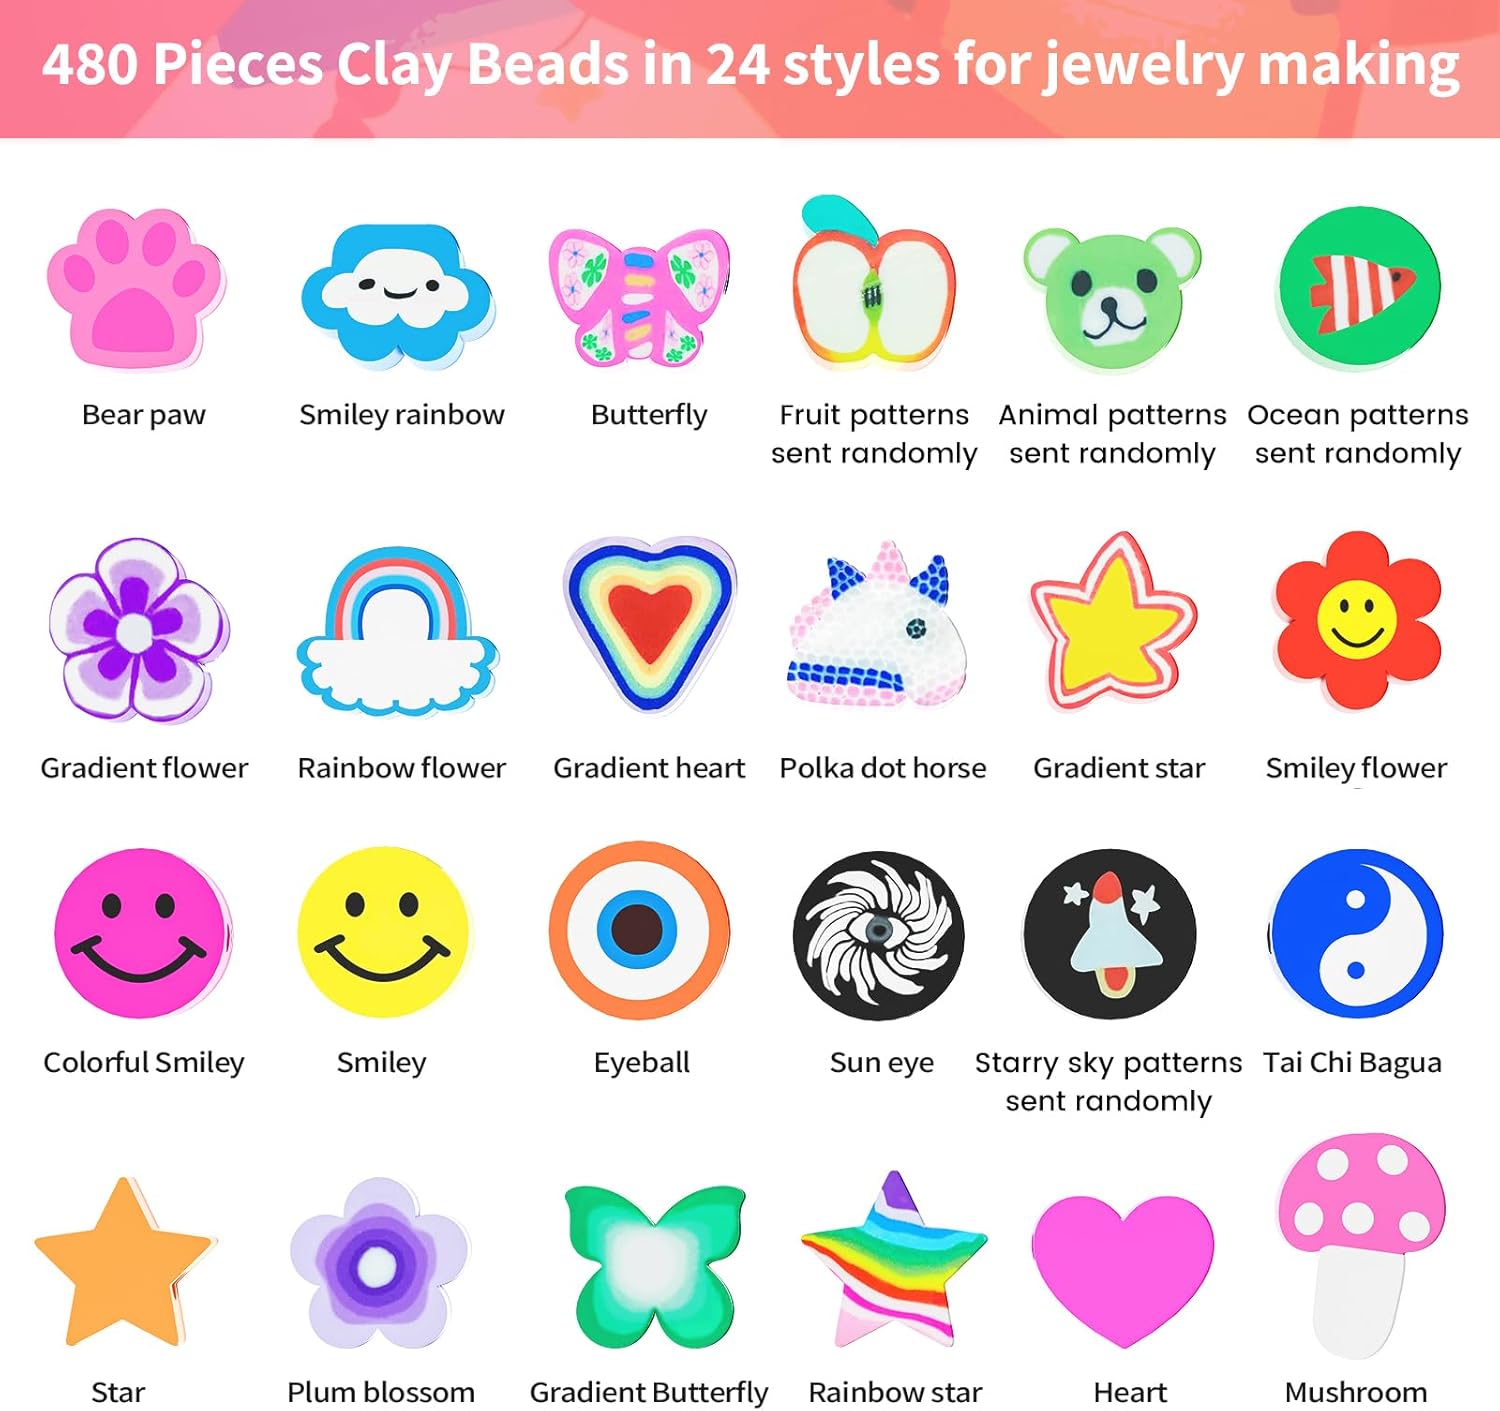 480 Pieces Clay Beads in 24 styles for jewelry making
Bear paw
Smiley rainbow
Butterfly
Fruit patterns
sent randomly
Animal patterns
sent randomly
Ocean patterns
sent randomly
Gradient flower
Rainbow flower
Gradient heart
Polka dot horse
Gradient star
Smiley flower
Colorful Smiley
Smiley
Eyeball
Sun eye
Starry sky patterns
sent randomly
Tai Chi Bagua
Star
Plum blossom
Gradient Butterfly
Rainbow star
Heart
Mushroom